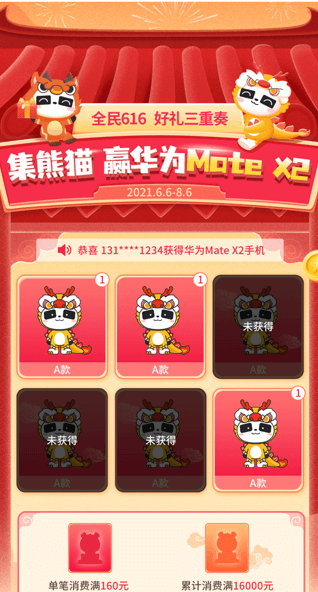 全民616 好礼三重奏
集熊猫 赢华为Mate X2
2021.6.6-8.6
恭喜 131****1234获得华为Mate X2手机
1
1
未获得
A款
A款
A款
未获得
未获得
1
A款
A款
A款
单笔消费满160元
累计消费满16000元